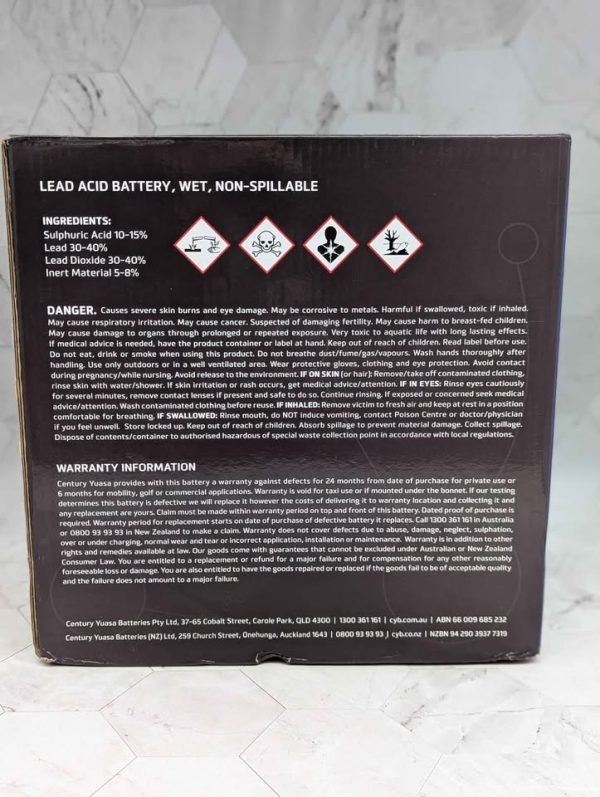 LEAD ACID BATTERY, WET, NON-SPILLABLE
INGREDIENTS:
Sulphuric Acid 10-15%
Lead 30-40%
Lead Dioxide 30-40%
Inert Material 5-8%
DANGER. Causes severe skin burns and eye damage. May be corrosive to metals. Harmful if swallowed, toxic if inhaled.
May cause respiratory irritation. May cause cancer. Suspected of damaging fertility. May cause harm to breast-fed children.
May cause damage to organs through prolonged or repeated exposure. Very toxic to aquatic life with long lasting effects.
If medical advice is needed, have the product container or label at hand. Keep out of reach of children. Read label before use.
Do not eat, drink or smoke when using this product. Do not breathe dust/fume/gas/vapours. Wash hands thoroughly after
handling. Use only outdoors or in a well ventilated area. Wear protective gloves, clothing and eye protection. Avoid contact
during pregnancy/while nursing. Avoid release to the environment. IF ON SKIN (or hair): Remove/take off contaminated clothing,
rinse skin with water/shower. If skin irritation or rash occurs, get medical advice/attention. IF IN EYES: Rinse eyes cautiously
for several minutes, remove contact lenses if present and safe to do so. Continue rinsing. If exposed or concerned seek medical
advice/attention. Wash contaminated clothing before reuse. IF INHALED: Remove victim to fresh air and keep at rest in a position
comfortable for breathing. IF SWALLOWED: Rinse mouth, do NOT induce vomiting, contact Poison Centre or doctor/physician
if you feel unwell. Store locked up. Keep out of reach of children. Absorb spillage to prevent material damage. Collect spillage.
Dispose of contents/container to authorised hazardous of special waste collection point in accordance with local regulations.
WARRANTY INFORMATION
Century Yuasa provides with this battery a warranty against defects for 24 months from date of purchase for private use or
6 months for mobility, golf or commercial applications. Warranty is void for taxi use or if mounted under the bonnet. If our testing
determines this battery is defective we will replace it however the costs of delivering it to warranty location and collecting it and
any replacement are yours. Claim must be made within warranty period on top and front of this battery. Dated proof of purchase is
required. Warranty period for replacement starts on date of purchase of defective battery it replaces. Call 1300 361 161 in Australia
or 0800 93 93 93 in New Zealand to make a claim. Warranty does not cover defects due to abuse, damage, neglect, sulphation,
over or under charging, normal wear and tear or incorrect application, installation or maintenance. Warranty is in addition to other
rights and remedies available at law. Our goods come with guarantees that cannot be excluded under Australian or New Zealand
Consumer Law. You are entitled to a replacement or refund for a major failure and for compensation for any other reasonably
foreseeable loss or damage. You are also entitled to have the goods repaired or replaced if the goods fail to be of acceptable quality
and the failure does not amount to a major failure.
Century Yuasa Batteries Pty Ltd, 37-65 Cobalt Street, Carole Park, QLD 4300 | 1300 361 161 | cyb.com.au | ABN 66 009 685 232
Century Yuasa Batteries (NZ) Ltd, 259 Church Street, Onehunga, Auckland 1643 | 0800 93 93 93 | cyb.co.nz | NZBN 94 290 3937 7319